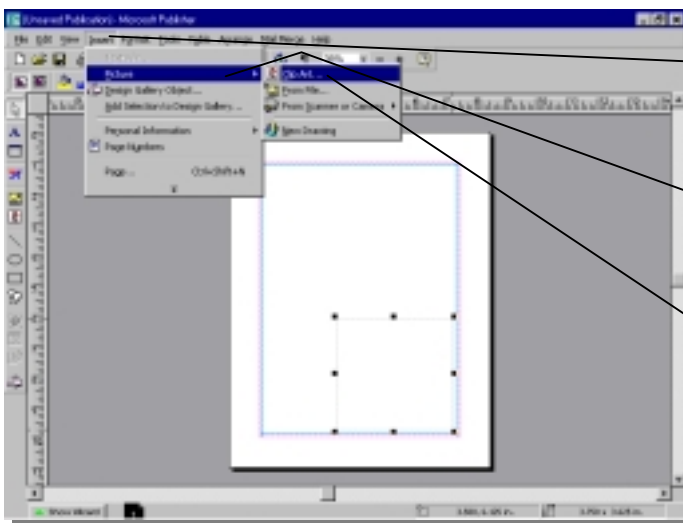 [Unsaved Publication] - Microsoft Publisher
File Edit View Insert Format Tools Table Arrange Mail Merge Help
Picture
Clip Art...
Design Gallery Object...
From File...
Add Selection to Design Gallery...
From Scanner or Camera
Personal Information
New Drawing
Page Numbers
Page... Ctrl+Shift+N
Show Wizard